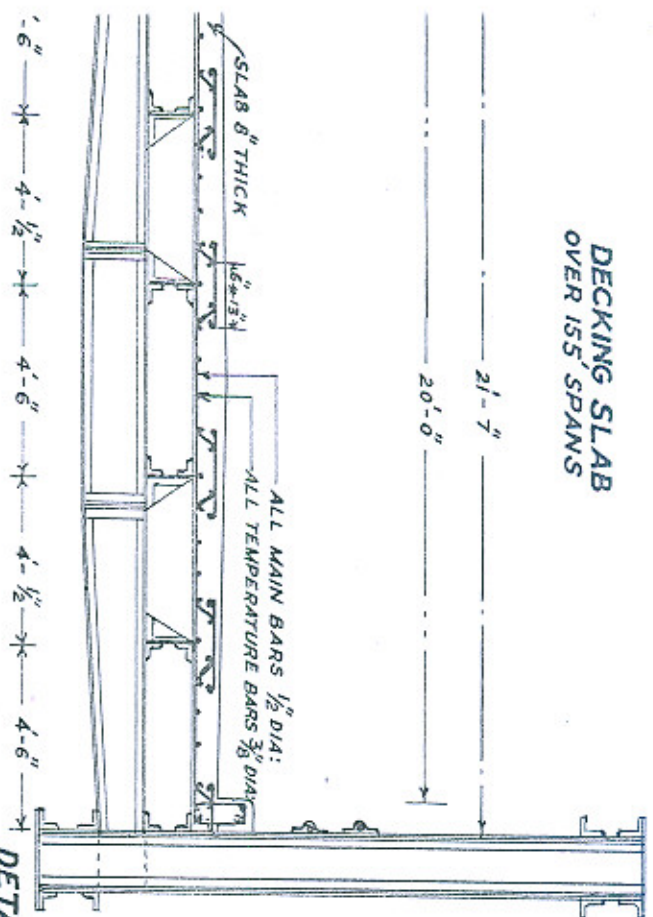 DECKING SLAB
OVER 155' SPANS
21'-7"
20'-0"
SLAB 8" THICK
6" 13"
ALL MAIN BARS 1/2" DIA:
ALL TEMPERATURE BARS 3/8" DIA
'-6"
4'-1/2"
4'-6"
4'-1/2"
4'-6"